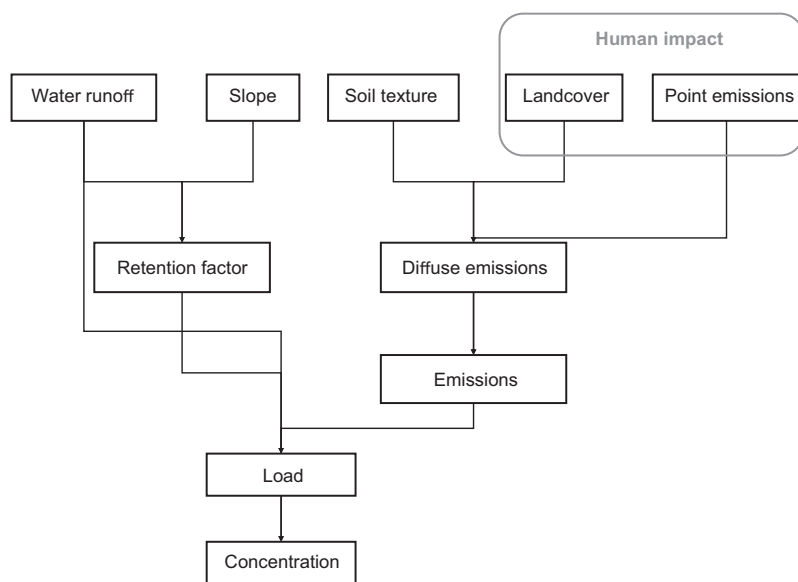 Human impact
Water runoff
Slope
Soil texture
Landcover
Point emissions
Retention factor
Diffuse emissions
Emissions
Load
Concentration